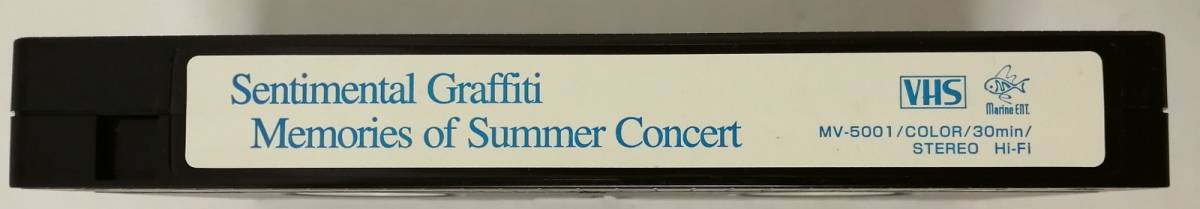 Sentimental Graffiti
Memories of Summer Concert
VHS
Marine ENT.
MV-5001/COLOR/30min/
STEREO Hi-Fi